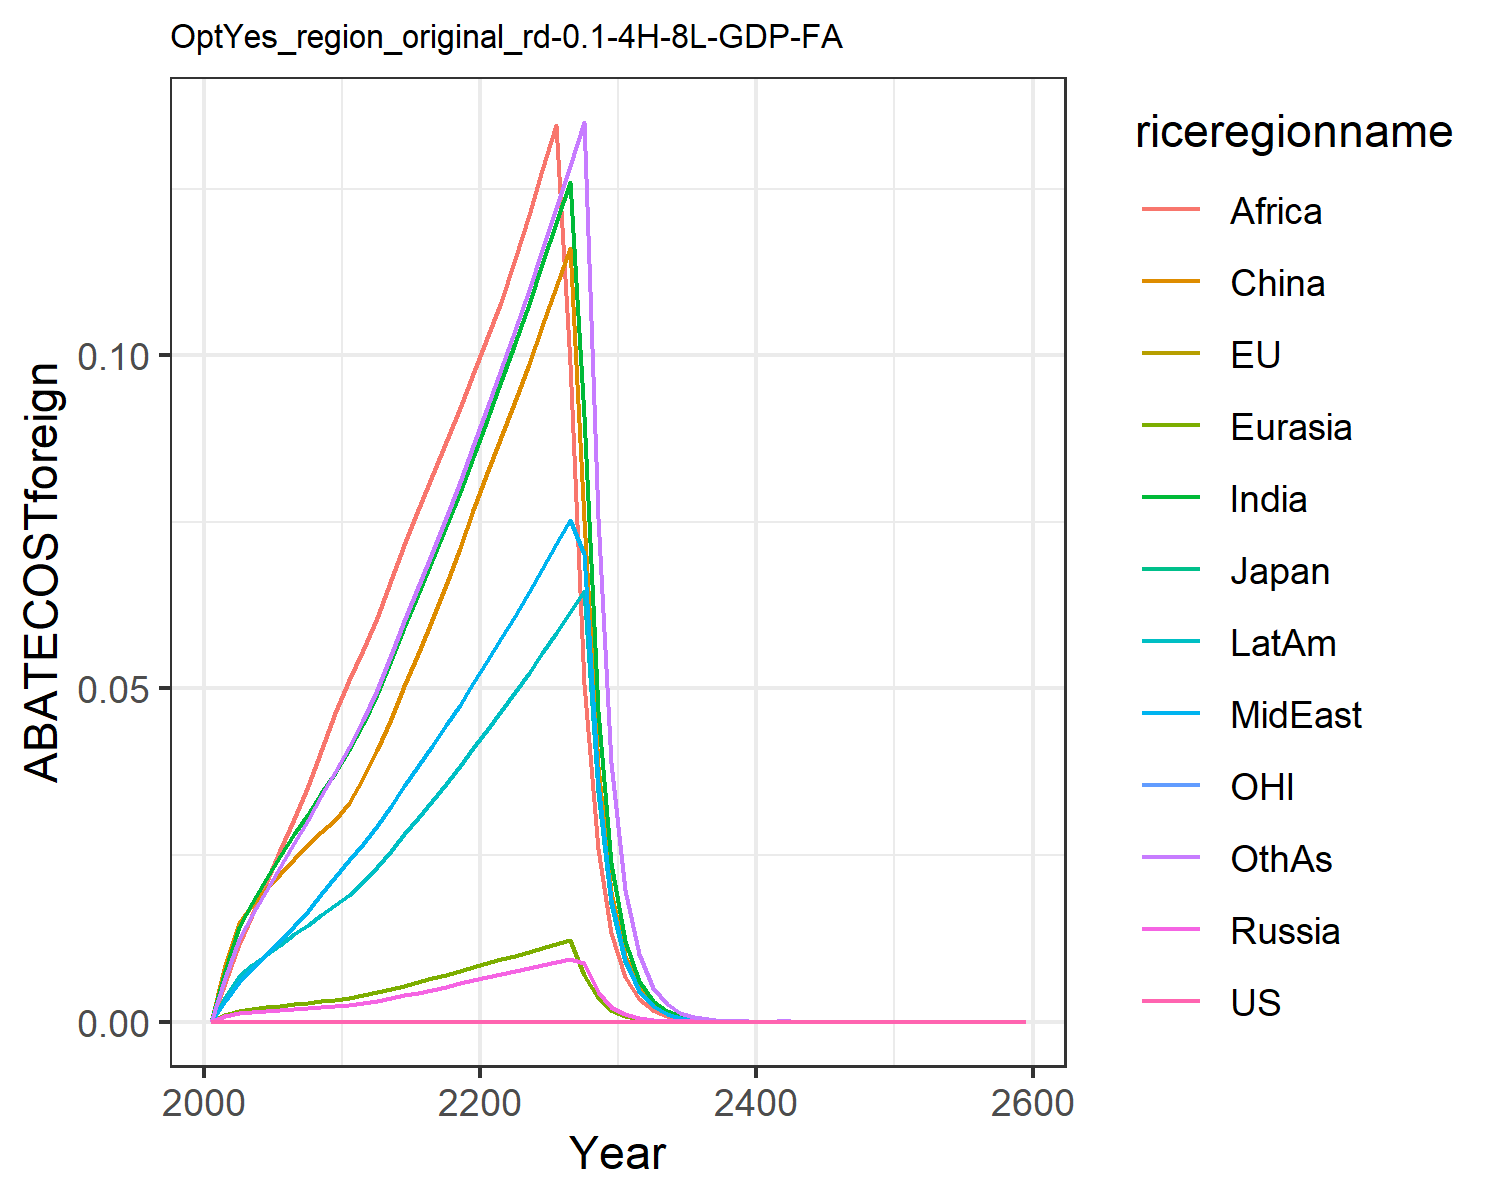 OptYes_region_original_rd-0.1-4H-8L-GDP-FA
ABATECOSTforeign
0.10
0.05
0.00
2000
2200
2400
2600
Year
riceregionname
Africa
China
EU
Eurasia
India
Japan
LatAm
MidEast
OHI
OthAs
Russia
US